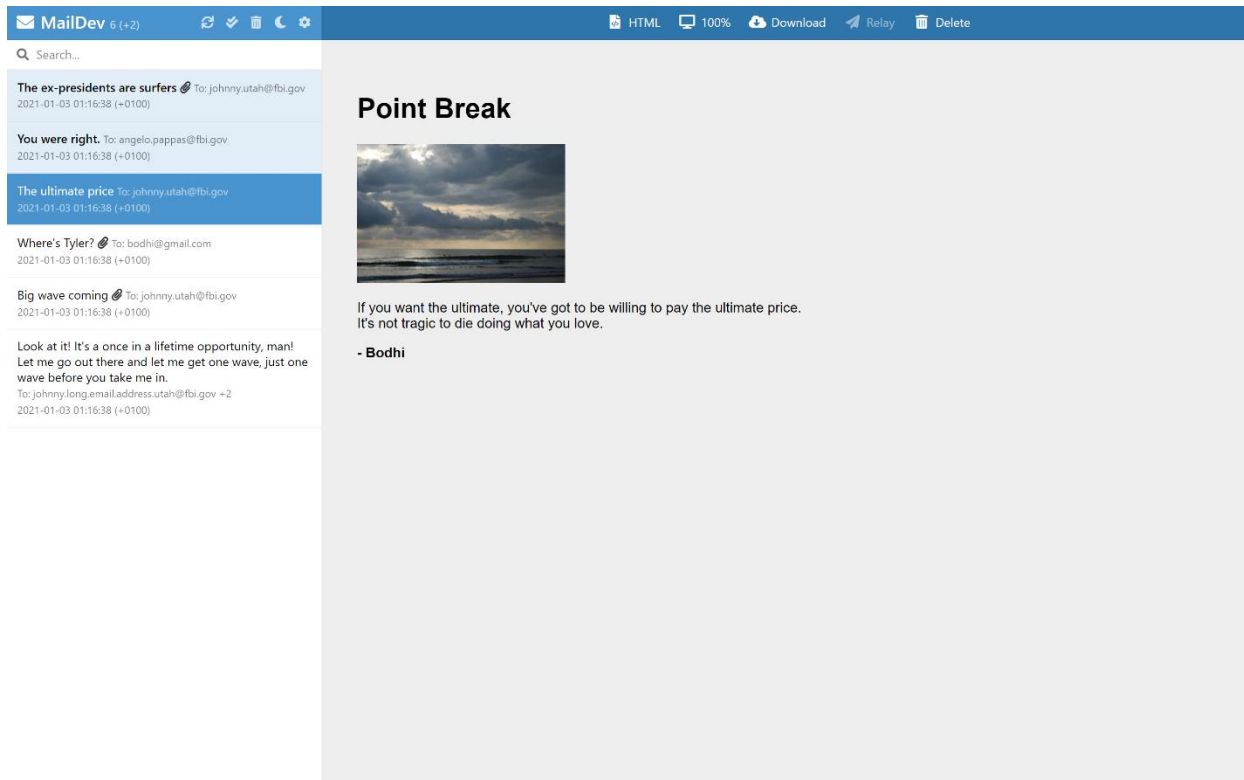 MailDev 6 (+2)
HTML 100% Download Relay Delete
Search...
The ex-presidents are surfers To: johnny.utah@fbi.gov
2021-01-03 01:16:38 (+0100)
You were right. To: angelo.pappas@fbi.gov
2021-01-03 01:16:38 (+0100)
The ultimate price To: johnny.utah@fbi.gov
2021-01-03 01:16:38 (+0100)
Where's Tyler? To: bodhi@gmail.com
2021-01-03 01:16:38 (+0100)
Big wave coming To: johnny.utah@fbi.gov
2021-01-03 01:16:38 (+0100)
Look at it! It's a once in a lifetime opportunity, man!
Let me go out there and let me get one wave, just one
wave before you take me in.
To: johnny.long.email.address.utah@fbi.gov +2
2021-01-03 01:16:38 (+0100)
Point Break
If you want the ultimate, you've got to be willing to pay the ultimate price.
It's not tragic to die doing what you love.
- Bodhi